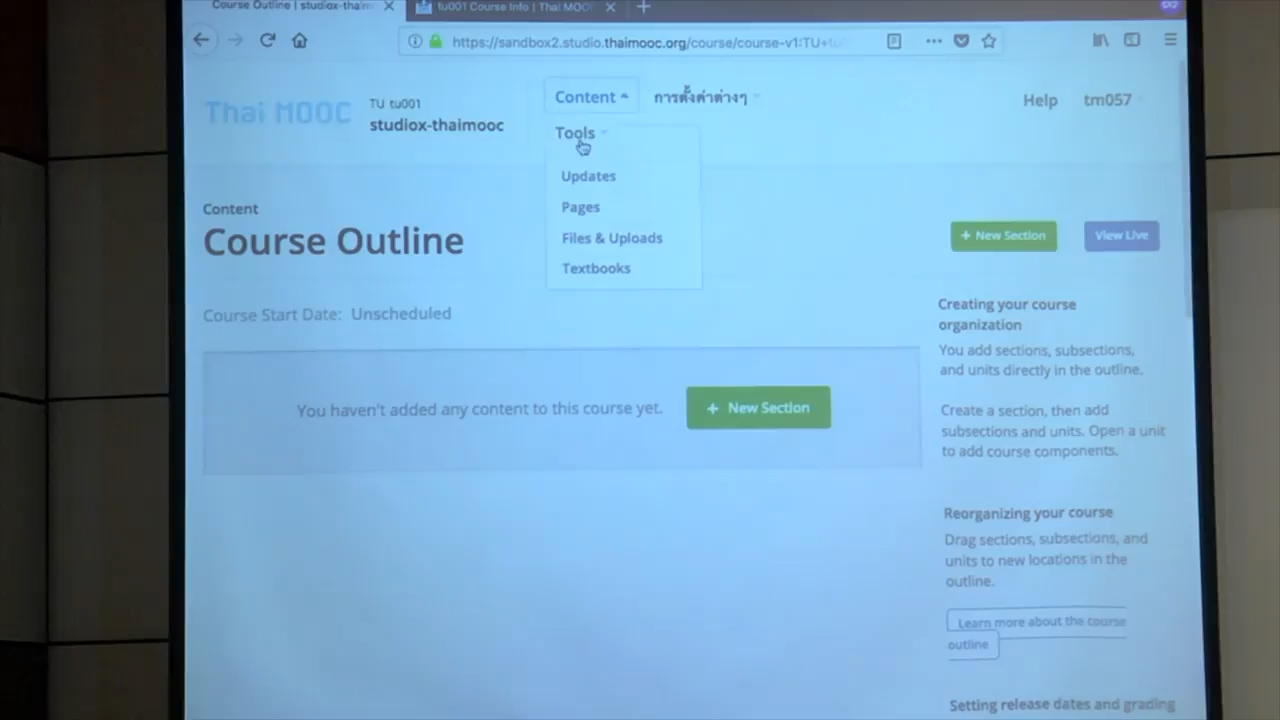 Course Outline | studiox-thaim
tu001 Course Info | Thai MOO
https://sandbox2.studio.thaimooc.org/course/course-v1:TU+tu
Thai MOOC
TU tu001
studiox-thaimooc
Content
การตั้งค่าต่างๆ
Help
tm057
Tools
Updates
Pages
Files & Uploads
Textbooks
Content
Course Outline
+ New Section
View Live
Course Start Date: Unscheduled
You haven't added any content to this course yet.
+ New Section
Creating your course
organization
You add sections, subsections,
and units directly in the outline.
Create a section, then add
subsections and units. Open a unit
to add course components.
Reorganizing your course
Drag sections, subsections, and
units to new locations in the
outline.
Learn more about the course
outline
Setting release dates and grading